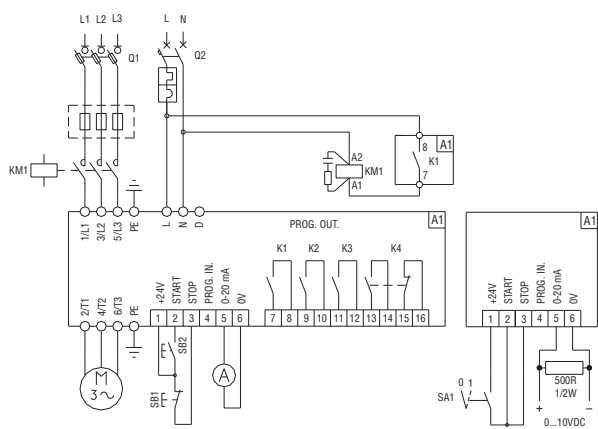 L1 L2 L3
L N
Q1
Q2
KM1
A2
KM1
A1
8 A1
K1
7
1/L1 3/L2 5/L3 PE L N D
PROG. OUT.
A1
A1
K1 K2 K3 K4
+24V START STOP PROG. IN. 0-20 mA 0V
1 2 3 4 5 6 7 8 9 10 11 12 13 14 15 16
2/T1 4/T2 6/T3 PE
+24V START STOP PROG. IN. 0-20 mA 0V
1 2 3 4 5 6
M
3~
SB2
SB1
A
SA1 0 1
500R
1/2W
+ –
0...10VDC